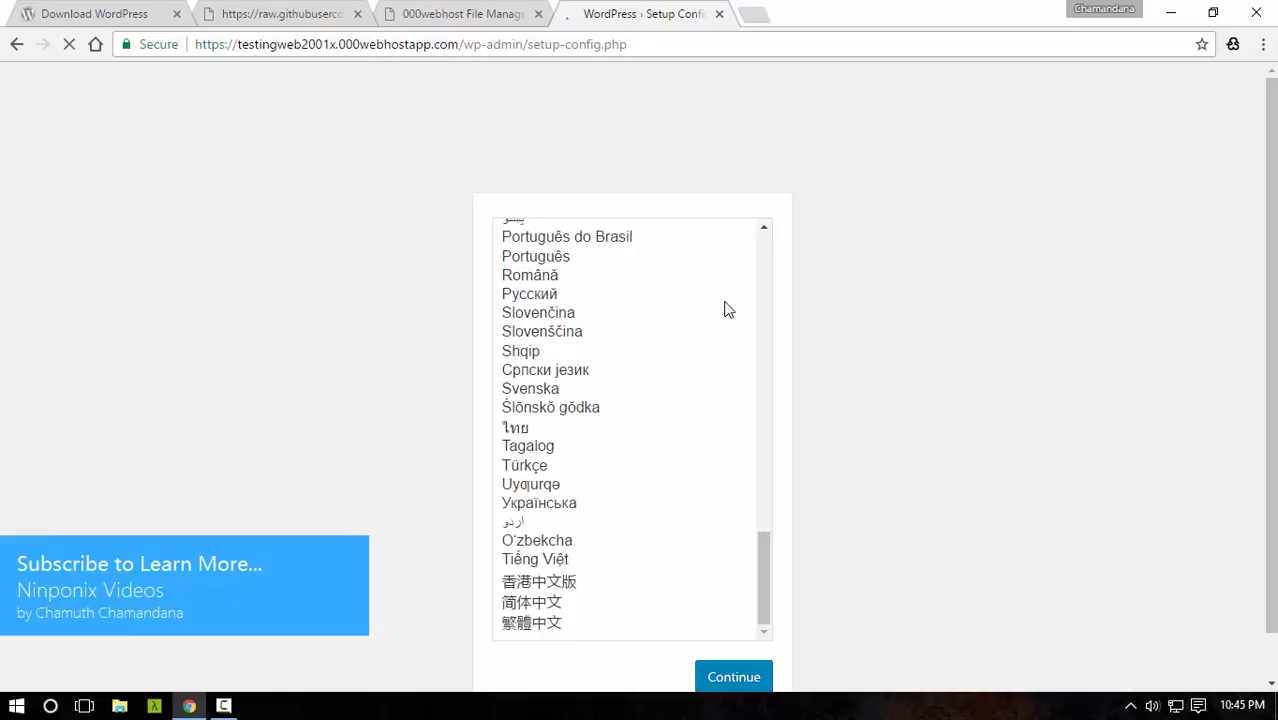 Download WordPress
https://raw.githubuserco
000webhost File Manag
WordPress › Setup Confi
Chamandana
Secure
https://testingweb2001x.000webhostapp.com/wp-admin/setup-config.php
Português do Brasil
Português
Română
Русский
Slovenčina
Slovenščina
Shqip
Српски језик
Svenska
Ślōnskŏ gŏdka
ไทย
Tagalog
Türkçe
Uyƣurqə
Українська
اردو
O‘zbekcha
Tiếng Việt
香港中文版
简体中文
繁體中文
Continue
Subscribe to Learn More...
Ninponix Videos
by Chamuth Chamandana
10:45 PM